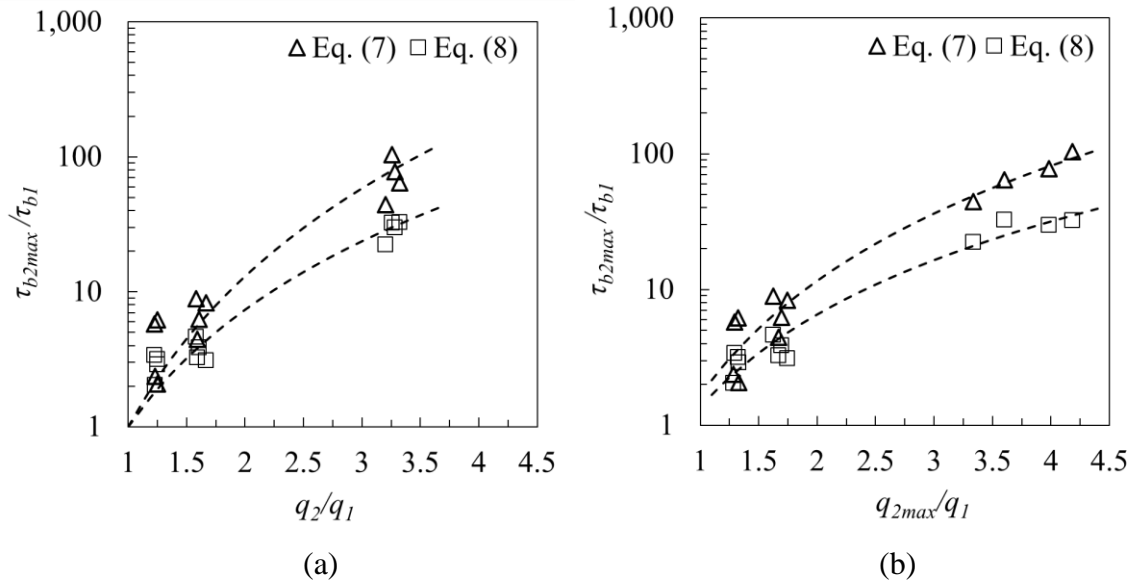 1,000
△ Eq. (7) □ Eq. (8)
100
10
1
τb2max/τb1
1 1.5 2 2.5 3 3.5 4 4.5
q2/q1
(a)
1,000
△ Eq. (7) □ Eq. (8)
100
10
1
τb2max/τb1
1 1.5 2 2.5 3 3.5 4 4.5
q2max/q1
(b)